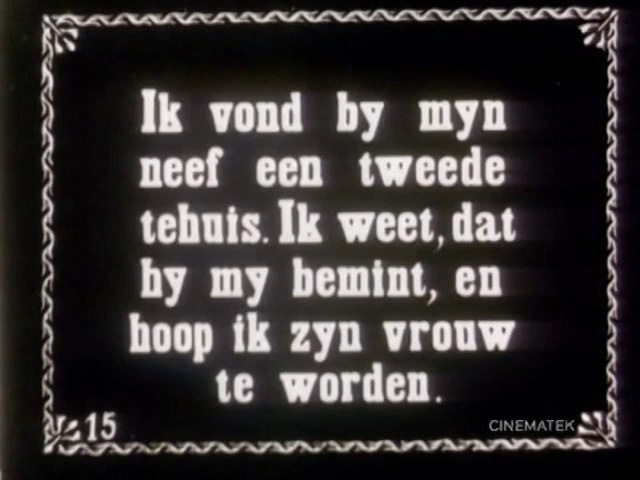 Ik vond by myn
neef een tweede
tehuis. Ik weet, dat
hy my bemint, en
hoop ik zyn vrouw
te worden.
15
CINEMATEK